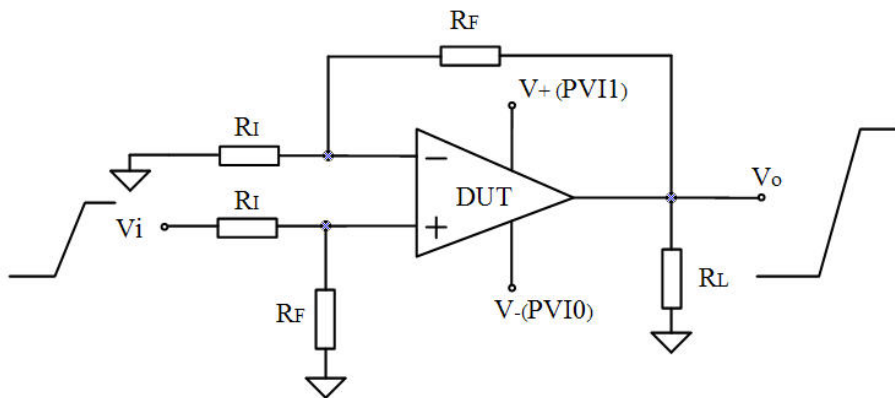 RF
V+(PVI1)
RI
DUT
Vo
RI
Vi
RL
RF
V-(PVI0)